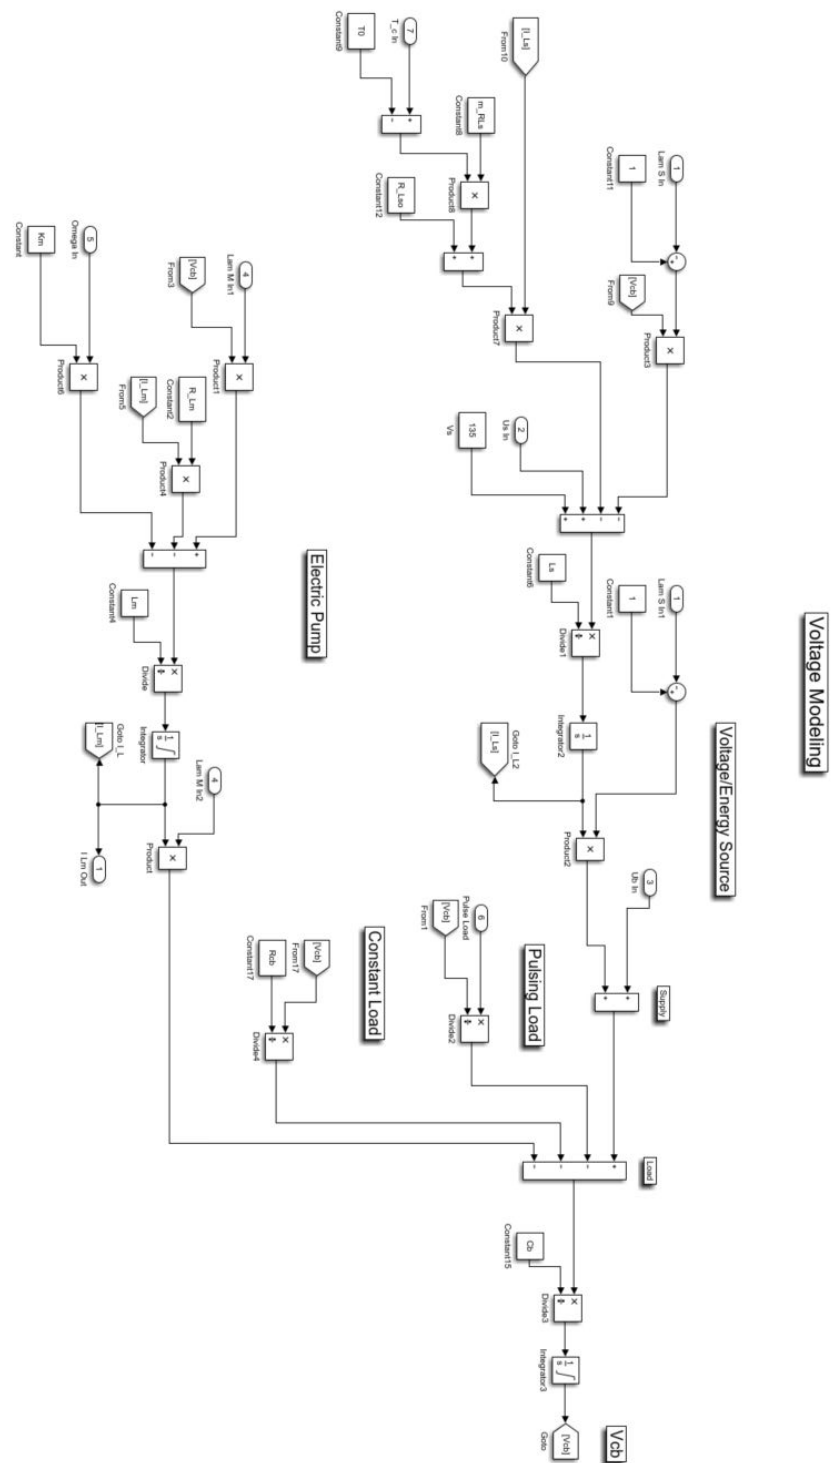 Voltage Modeling
Voltage/Energy Source
Vcb
1
Lam S In
1
Constant11
-
+
[Vcb]
From9
×
Product3
1
Lam S In1
1
Constant1
-
+
3
Ub In
Supply
+
+
[I_Ls]
From10
m_RLs
Constant8
7
T_c In
T0
Constant9
+
-
×
Product8
R_Lso
Constant12
+
+
×
Product7
2
Us In
135
Vs
-
-
+
+
Ls
Constant6
×
÷
Divide1
1
s
Integrator2
Goto I_L2
[I_Ls]
×
Product2
Load
+
-
-
-
Cb
Constant15
×
÷
Divide3
1
s
Integrator3
[Vcb]
Goto
Pulsing Load
6
Pulse Load
[Vcb]
From1
×
÷
Divide2
Constant Load
[Vcb]
From17
Rcb
Constant17
×
÷
Divide4
Electric Pump
4
Lam M In1
[Vcb]
From3
×
Product1
R_Lm
Constant2
[I_Lm]
From5
×
Product4
5
Omega In
Km
Constant
×
Product6
+
-
-
Lm
Constant4
×
÷
Divide
1
s
Integrator
4
Lam M In2
×
Product
Goto I_L
[I_Lm]
1
I Lm Out